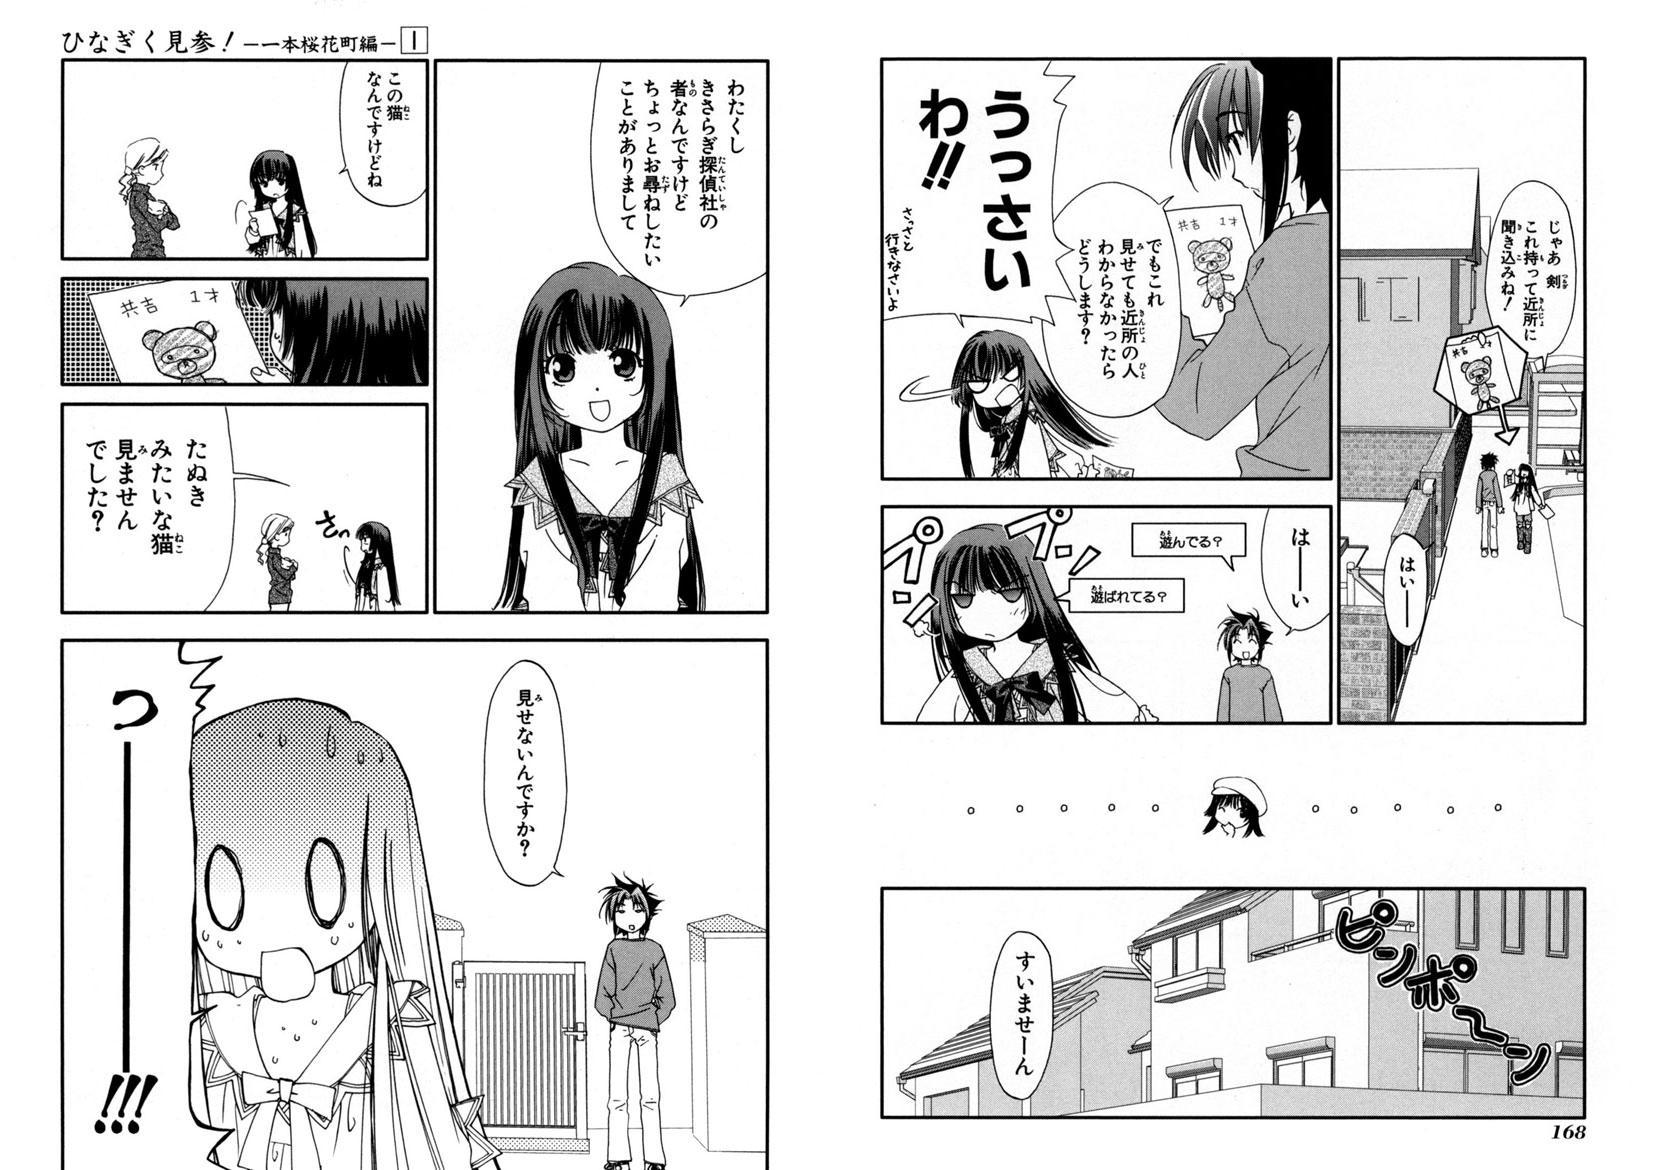 じゃあ 剣
これ持って近所に
聞き込みね!
共吉 1才
はいー
共吉 1才
でもこれ
見せても近所の人
わからなかったら
どうします?
うっさい
わ!!
さっさと
行きなさいよ
はーい
遊んでる?
遊ばれてる?
プンプン
ピンポ〜ン
すいませーん
168
ひなぎく見参! −一本桜花町編− 1
わたくし
きさらぎ探偵社の
者なんですけど
ちょっとお尋ねしたい
ことがありまして
この猫
なんですけどね
共吉 1才
たぬき
みたいな猫
見ません
でした?
さっ
見せないんですか?
っ——!!!